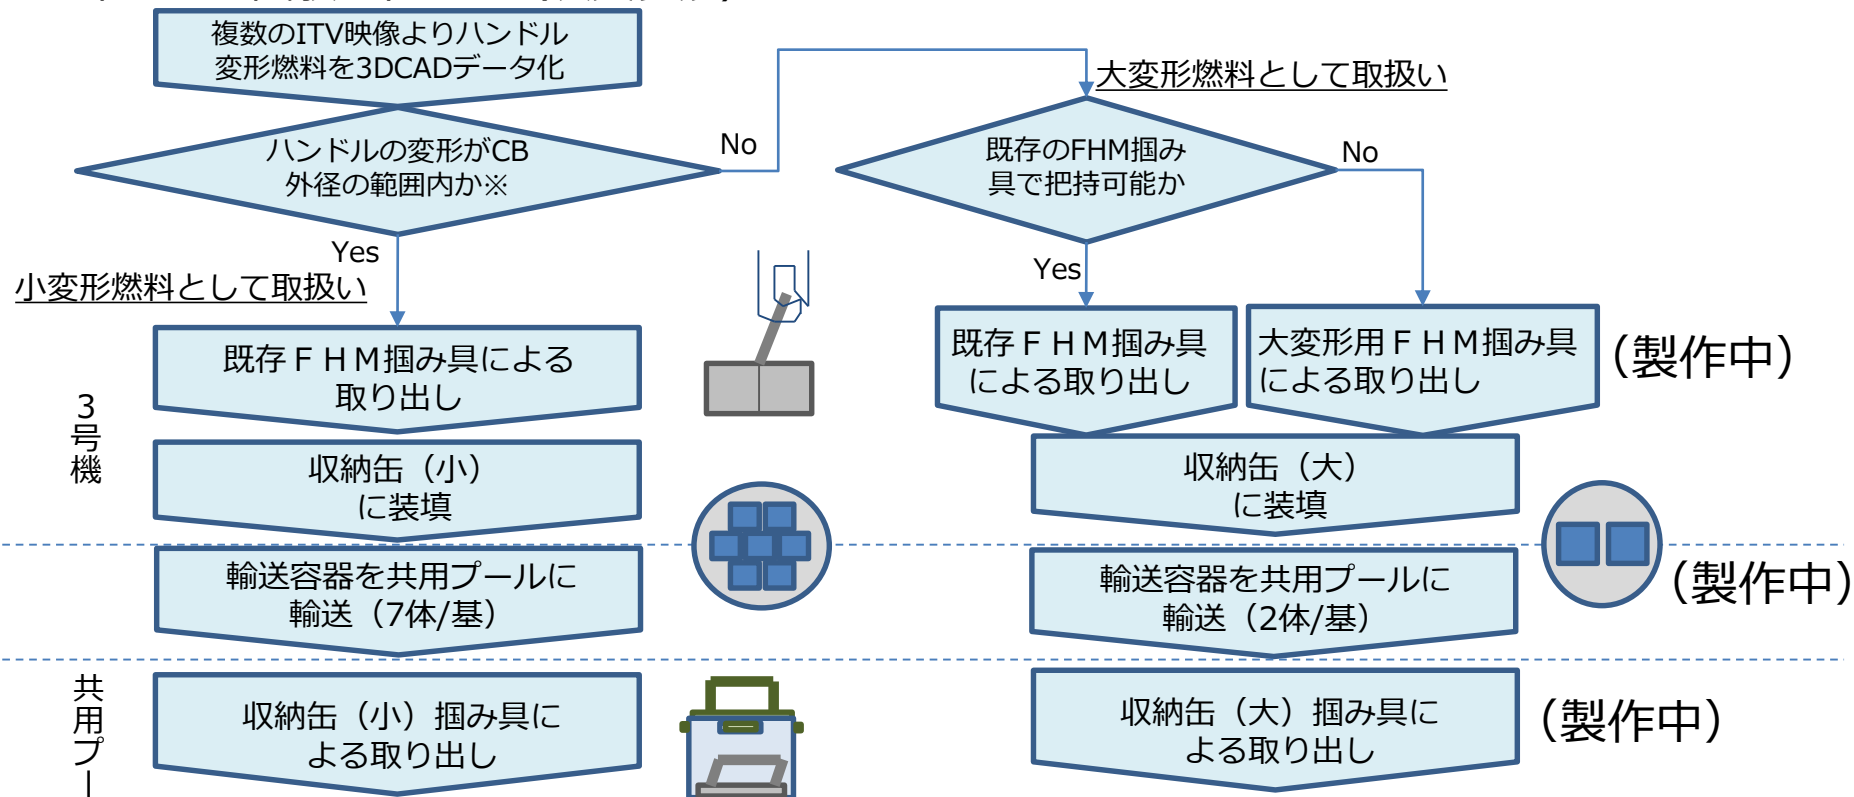 複数のITV映像よりハンドル
変形燃料を3DCADデータ化
ハンドルの変形がCB
外径の範囲内か※
No
Yes
小変形燃料として取扱い
大変形燃料として取扱い
既存のFHM掴み
具で把持可能か
No
Yes
既存ＦＨＭ掴み具による
取り出し
既存ＦＨＭ掴み具
による取り出し
大変形用ＦＨＭ掴み具
による取り出し
（製作中）
3号機
収納缶（小）
に装填
収納缶（大）
に装填
輸送容器を共用プールに
輸送（7体/基）
輸送容器を共用プールに
輸送（2体/基）
（製作中）
共用プー
収納缶（小）掴み具に
よる取り出し
収納缶（大）掴み具に
よる取り出し
（製作中）